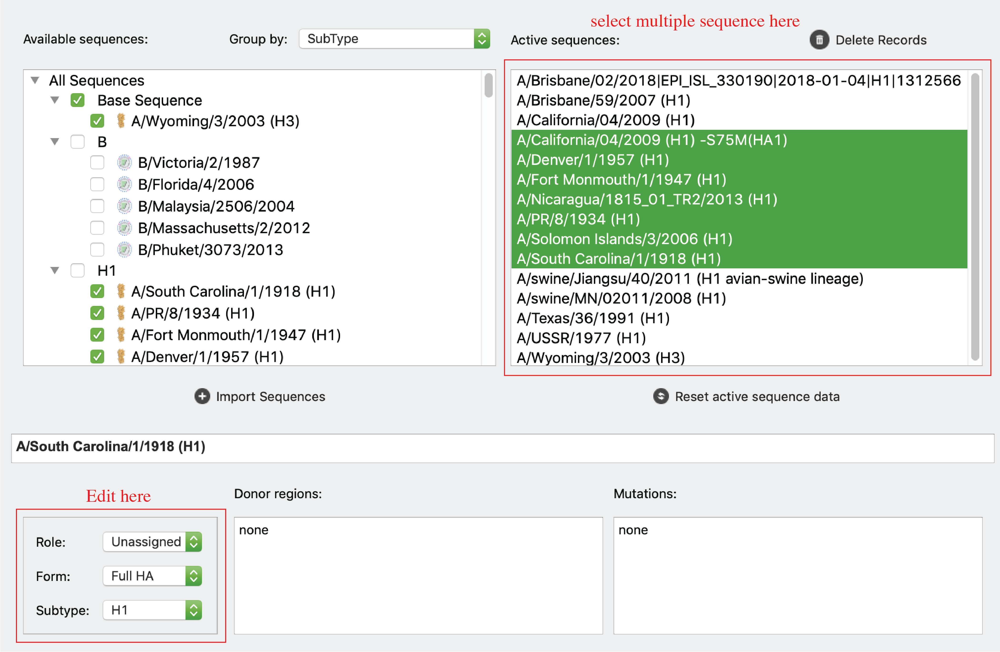 select multiple sequence here
Available sequences:
Group by:
SubType
Active sequences:
Delete Records
All Sequences
Base Sequence
A/Wyoming/3/2003 (H3)
B
B/Victoria/2/1987
B/Florida/4/2006
B/Malaysia/2506/2004
B/Massachusetts/2/2012
B/Phuket/3073/2013
H1
A/South Carolina/1/1918 (H1)
A/PR/8/1934 (H1)
A/Fort Monmouth/1/1947 (H1)
A/Denver/1/1957 (H1)
A/Brisbane/02/2018|EPI_ISL_330190|2018-01-04|H1|1312566
A/Brisbane/59/2007 (H1)
A/California/04/2009 (H1)
A/California/04/2009 (H1) -S75M(HA1)
A/Denver/1/1957 (H1)
A/Fort Monmouth/1/1947 (H1)
A/Nicaragua/1815_01_TR2/2013 (H1)
A/PR/8/1934 (H1)
A/Solomon Islands/3/2006 (H1)
A/South Carolina/1/1918 (H1)
A/swine/Jiangsu/40/2011 (H1 avian-swine lineage)
A/swine/MN/02011/2008 (H1)
A/Texas/36/1991 (H1)
A/USSR/1977 (H1)
A/Wyoming/3/2003 (H3)
Import Sequences
Reset active sequence data
A/South Carolina/1/1918 (H1)
Edit here
Role:
Unassigned
Form:
Full HA
Subtype:
H1
Donor regions:
none
Mutations:
none